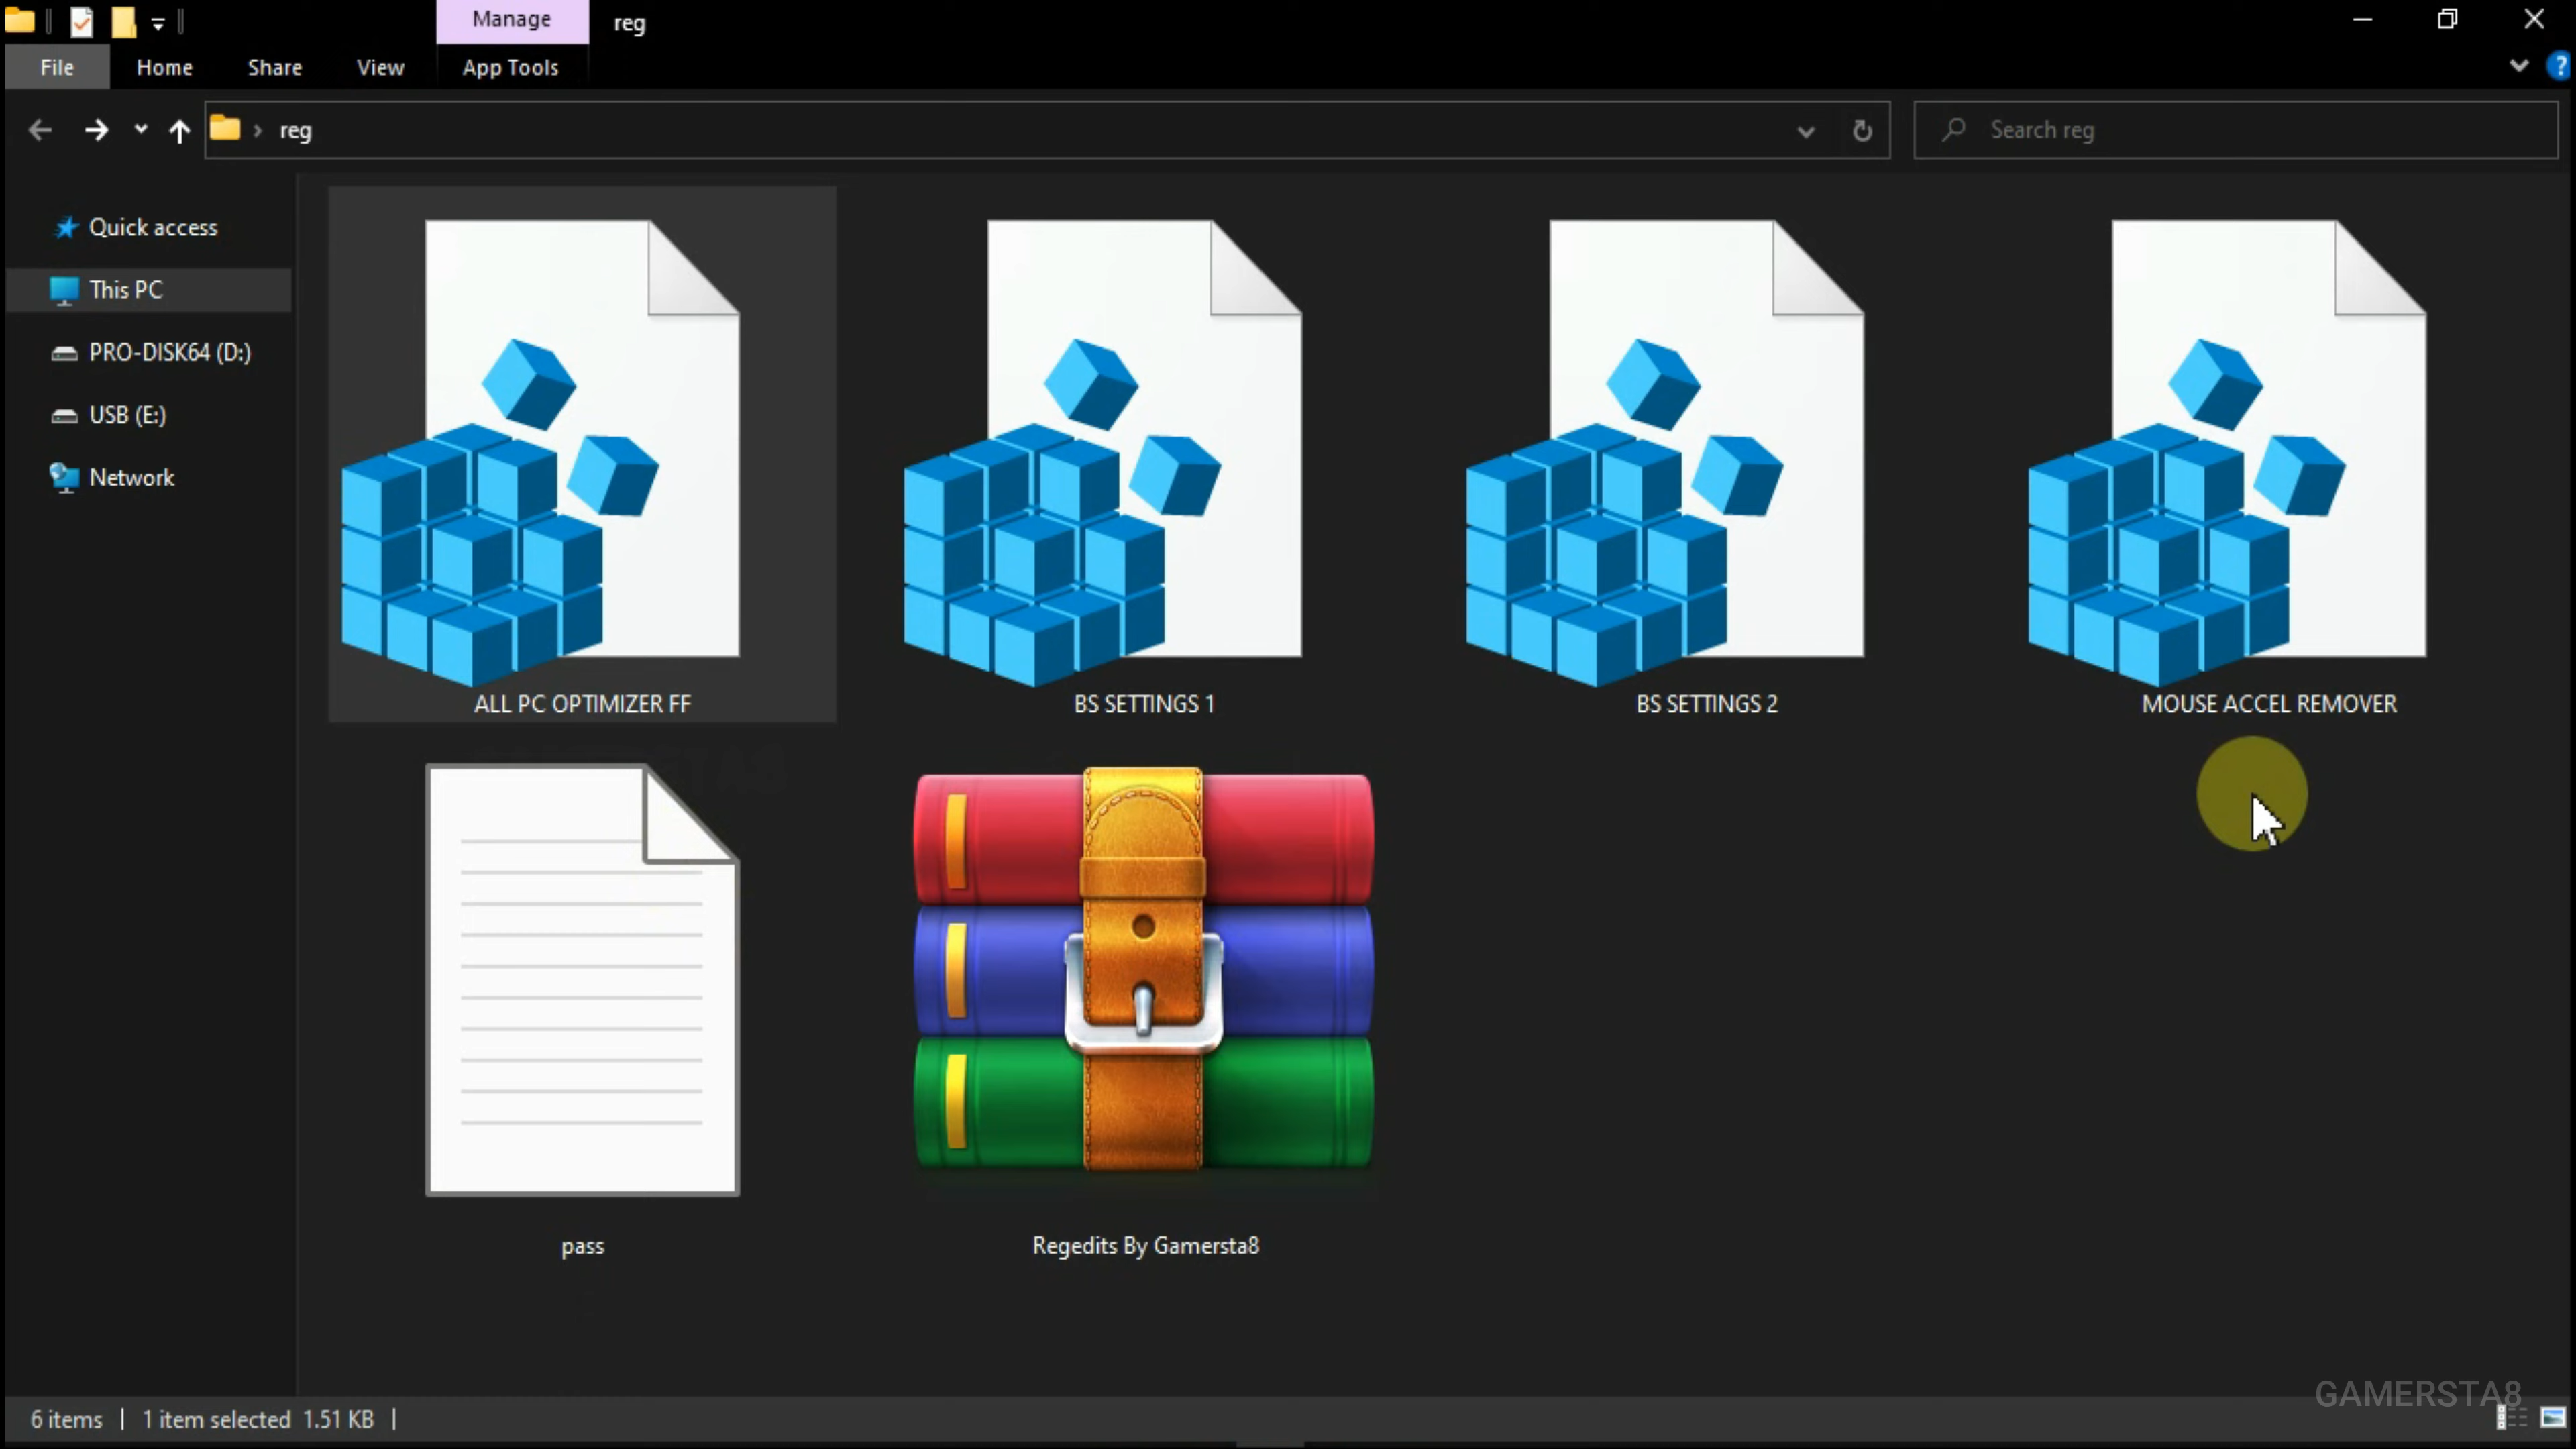 Manage
reg
File
Home
Share
View
App Tools
?
reg
Search reg
Quick access
This PC
PRO-DISK64 (D:)
USB (E:)
Network
ALL PC OPTIMIZER FF
BS SETTINGS 1
BS SETTINGS 2
MOUSE ACCEL REMOVER
pass
Regedits By Gamersta8
GAMERSTA8
6 items
1 item selected 1.51 KB